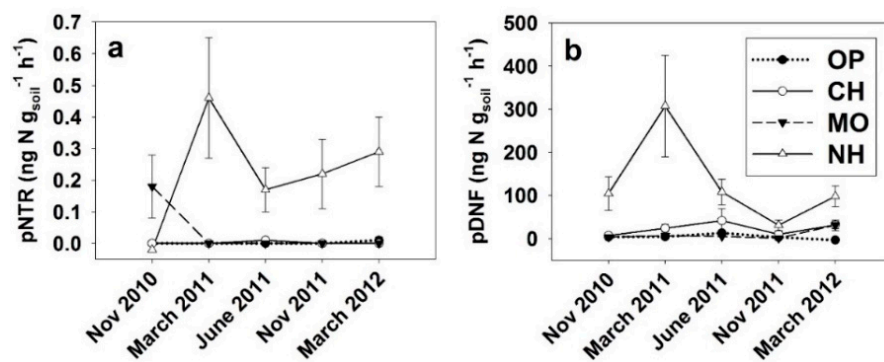 a
pNTR (ng N g_soil^-1 h^-1)
0.7
0.6
0.5
0.4
0.3
0.2
0.1
0.0
Nov 2010
March 2011
June 2011
Nov 2011
March 2012
b
pDNF (ng N g_soil^-1 h^-1)
500
400
300
200
100
0
Nov 2010
March 2011
June 2011
Nov 2011
March 2012
OP
CH
MO
NH